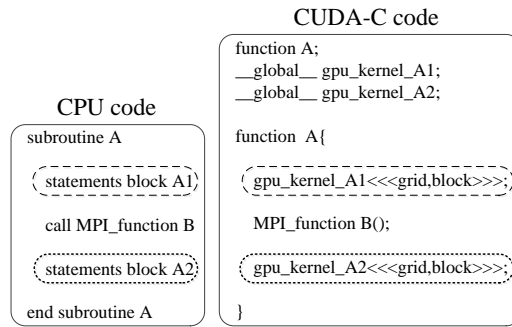 CPU code
subroutine A
statements block A1
call MPI_function B
statements block A2
end subroutine A
CUDA-C code
function A;
__global__ gpu_kernel_A1;
__global__ gpu_kernel_A2;
function A{
gpu_kernel_A1<<<grid,block>>>;
MPI_function B();
gpu_kernel_A2<<<grid,block>>>;
}